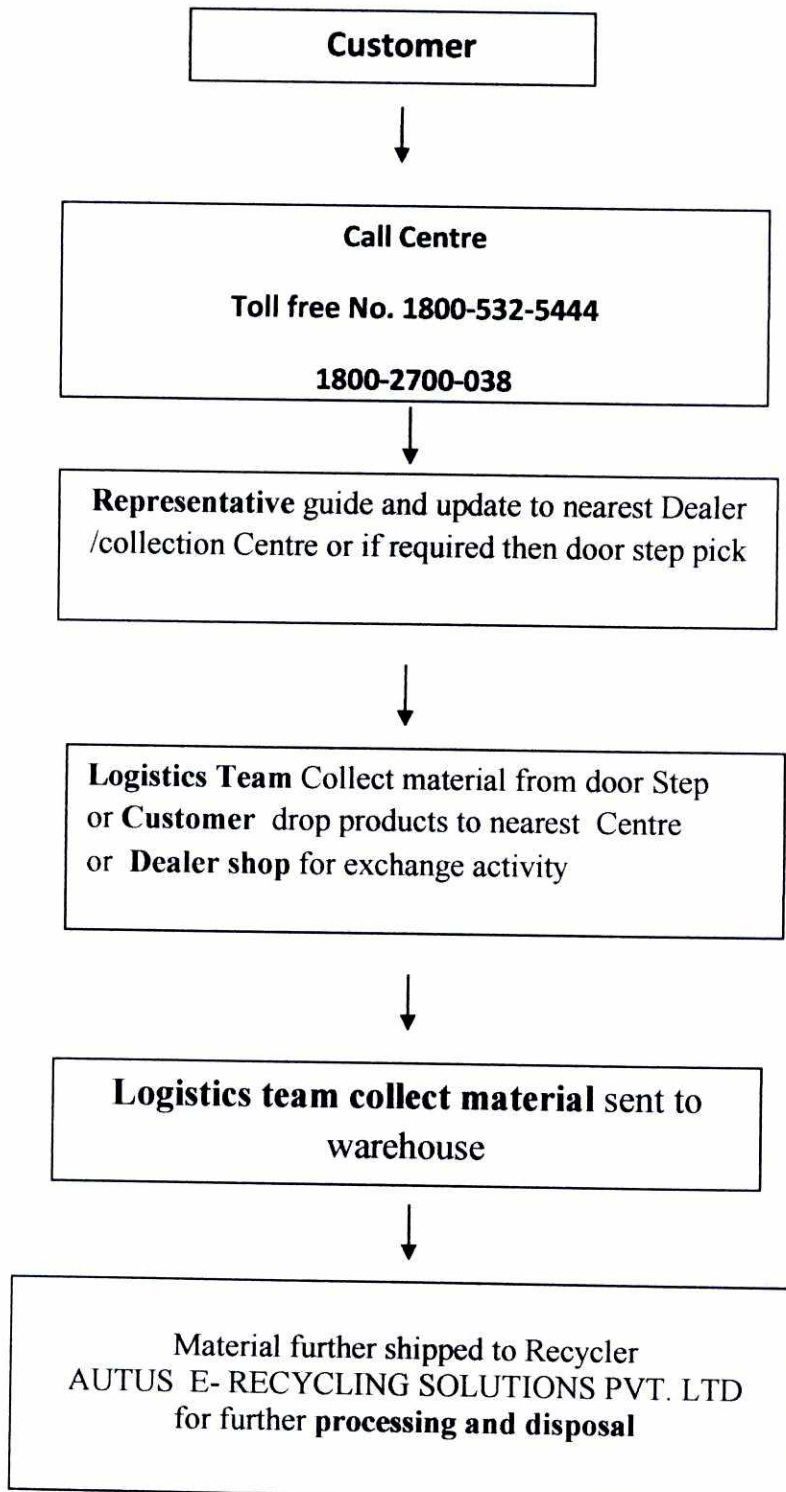 Customer
Call Centre
Toll free No. 1800-532-5444
1800-2700-038
Representative guide and update to nearest Dealer
/collection Centre or if required then door step pick
Logistics Team Collect material from door Step
or Customer drop products to nearest Centre
or Dealer shop for exchange activity
Logistics team collect material sent to
warehouse
Material further shipped to Recycler
AUTUS E- RECYCLING SOLUTIONS PVT. LTD
for further processing and disposal